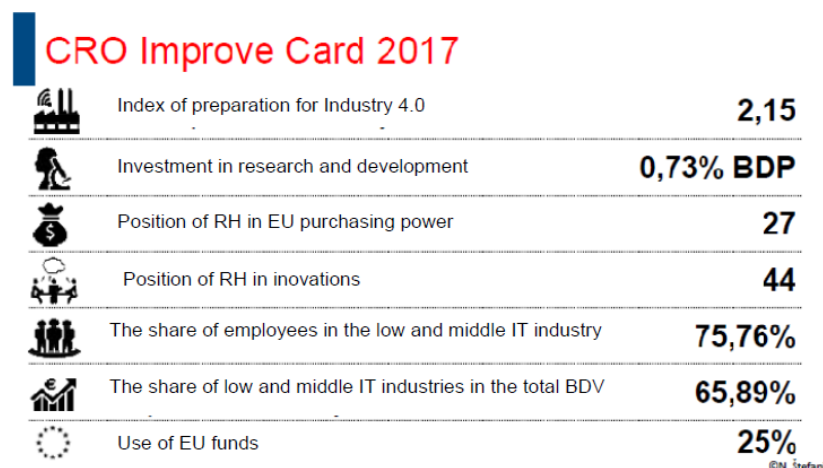 CRO Improve Card 2017
Index of preparation for Industry 4.0 2,15
Investment in research and development 0,73% BDP
Position of RH in EU purchasing power 27
Position of RH in inovations 44
The share of employees in the low and middle IT industry 75,76%
The share of low and middle IT industries in the total BDV 65,89%
Use of EU funds 25%
©N. Štefan